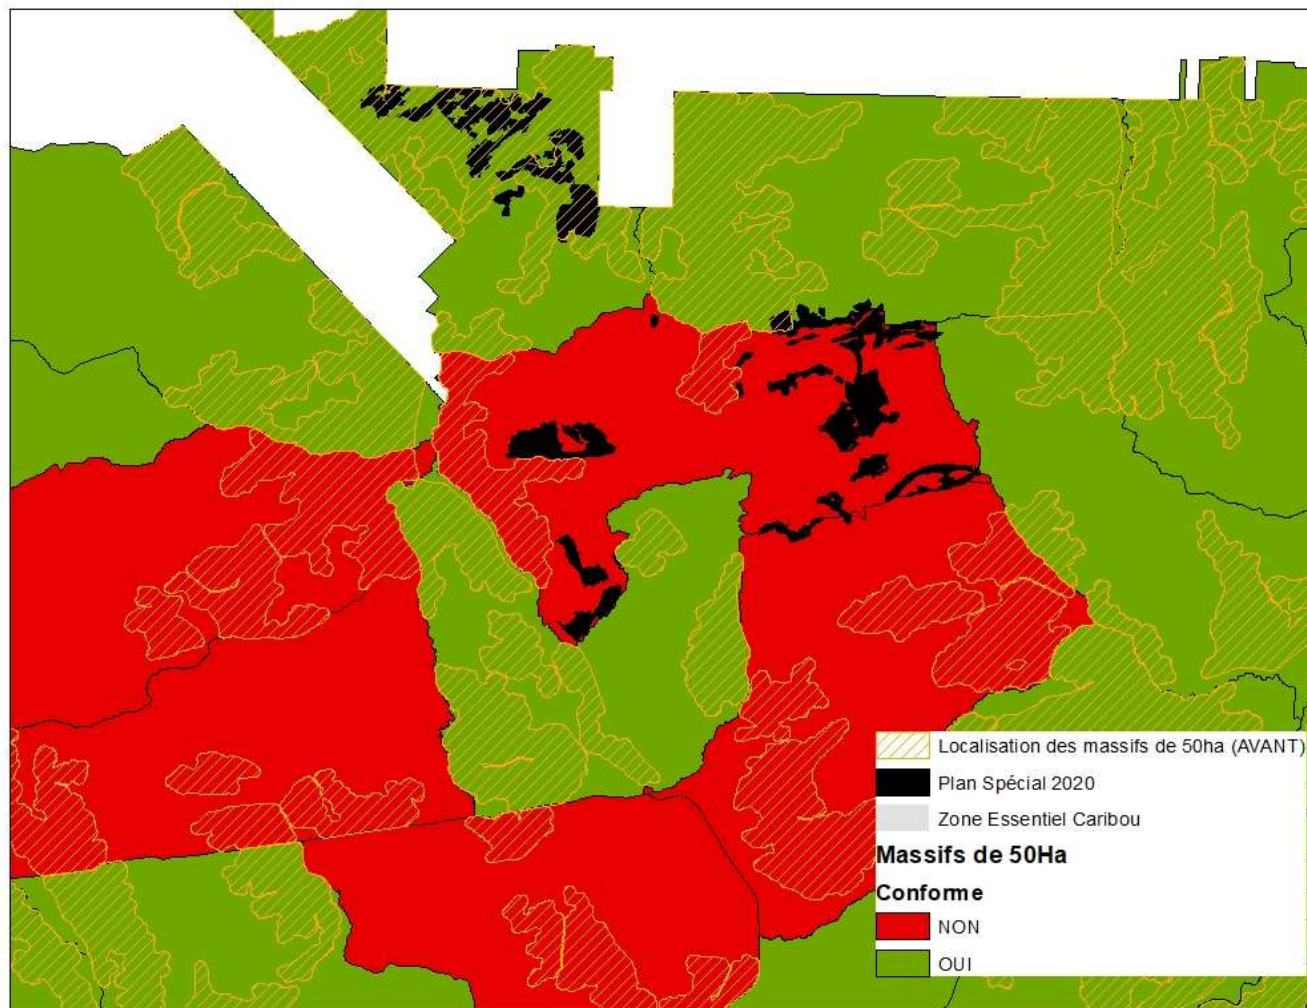 Localisation des massifs de 50ha (AVANT)
Plan Spécial 2020
Zone Essentiel Caribou
Massifs de 50Ha
Conforme
NON
OUI